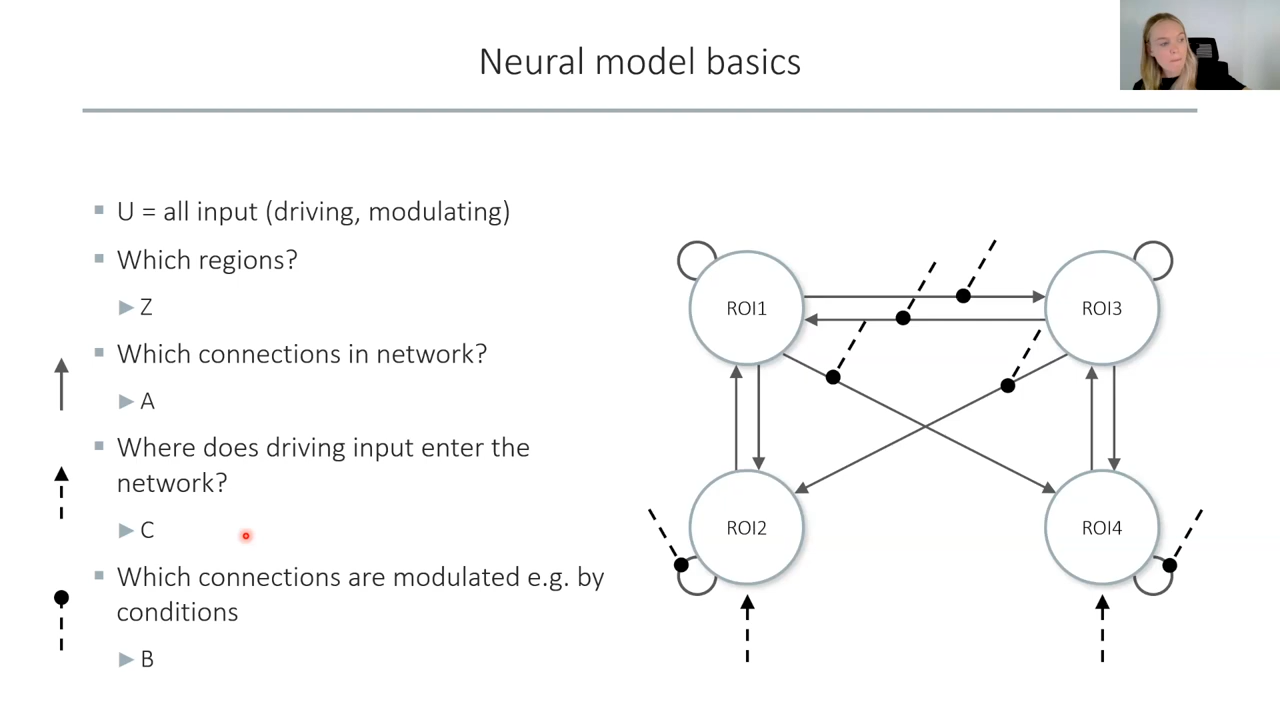 Neural model basics
U = all input (driving, modulating)
Which regions?
Z
Which connections in network?
A
Where does driving input enter the
network?
C
Which connections are modulated e.g. by
conditions
B
ROI1
ROI3
ROI2
ROI4